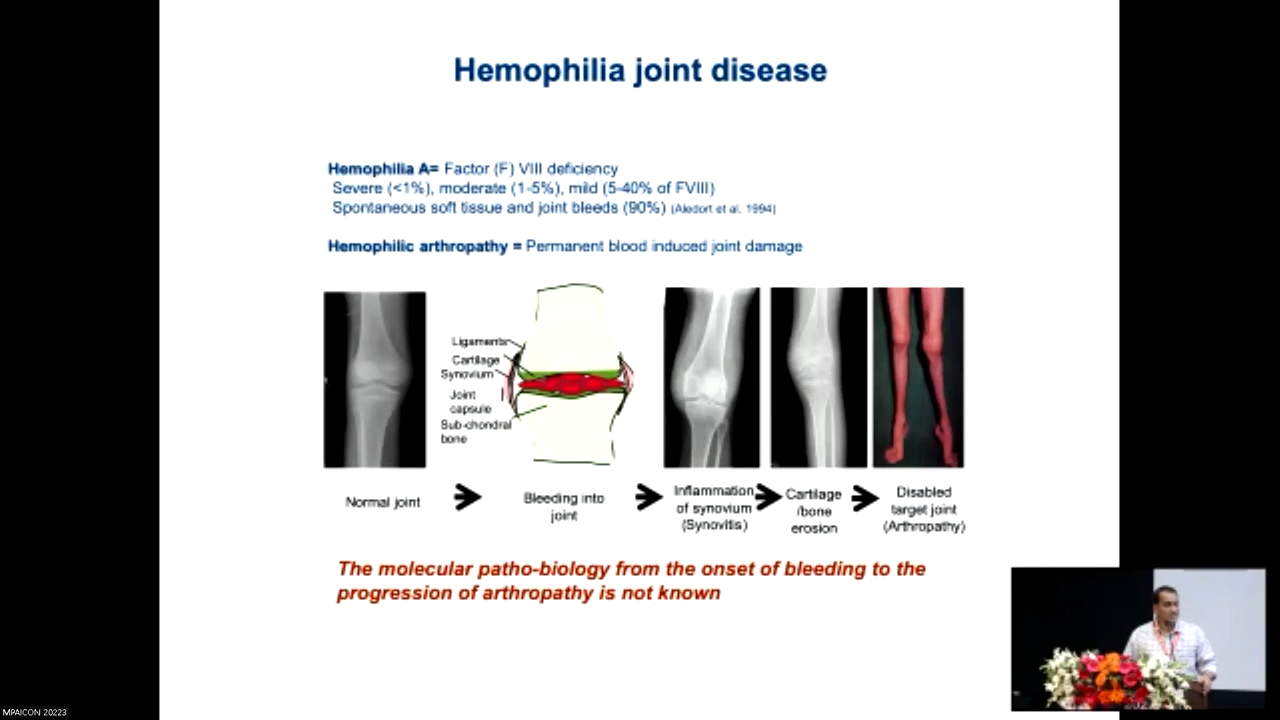 Hemophilia joint disease
Hemophilia A= Factor (F) VIII deficiency
Severe (<1%), moderate (1-5%), mild (5-40% of FVIII)
Spontaneous soft tissue and joint bleeds (90%) (Aledort et al. 1994)
Hemophilic arthropathy = Permanent blood induced joint damage
Ligaments
Cartilage
Synovium
Joint
capsule
Sub-chondral
bone
Normal joint
Bleeding into
joint
Inflammation
of synovium
(Synovitis)
Cartilage
/bone
erosion
Disabled
target joint
(Arthropathy)
The molecular patho-biology from the onset of bleeding to the
progression of arthropathy is not known
MPAICON 20223